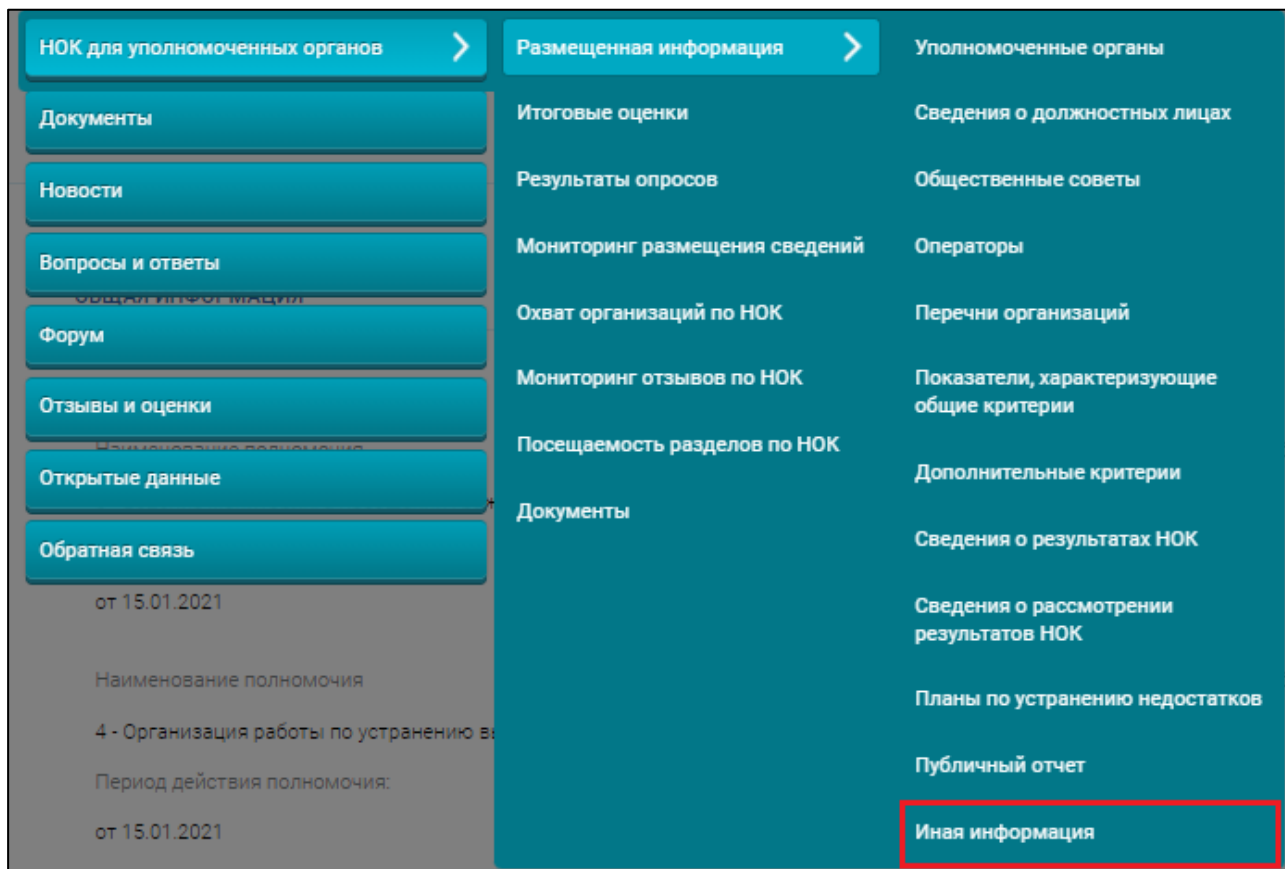 НОК для уполномоченных органов
Документы
Новости
Вопросы и ответы
ОБЩАЯ ИНФОРМАЦИЯ
Форум
Отзывы и оценки
Наименование полномочия
Открытые данные
Обратная связь
от 15.01.2021
Наименование полномочия
4 - Организация работы по устранению
Период действия полномочия:
от 15.01.2021
Размещенная информация
Итоговые оценки
Результаты опросов
Мониторинг размещения сведений
Охват организаций по НОК
Мониторинг отзывов по НОК
Посещаемость разделов по НОК
Документы
Уполномоченные органы
Сведения о должностных лицах
Общественные советы
Операторы
Перечни организаций
Показатели, характеризующие
общие критерии
Дополнительные критерии
Сведения о результатах НОК
Сведения о рассмотрении
результатов НОК
Планы по устранению недостатков
Публичный отчет
Иная информация